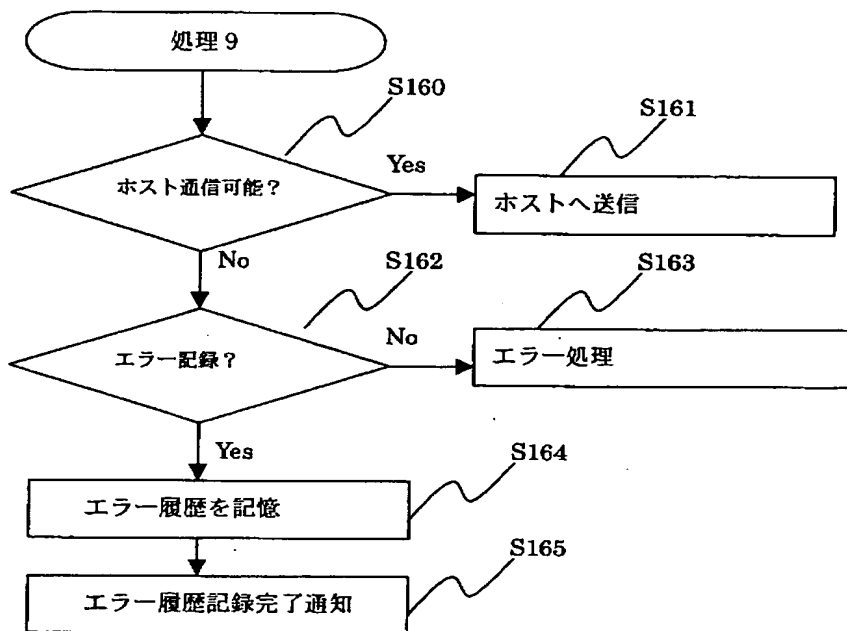 処理9
S160
ホスト通信可能?
Yes
S161
ホストへ送信
No
S162
エラー記録?
No
S163
エラー処理
Yes
S164
エラー履歴を記憶
S165
エラー履歴記録完了通知